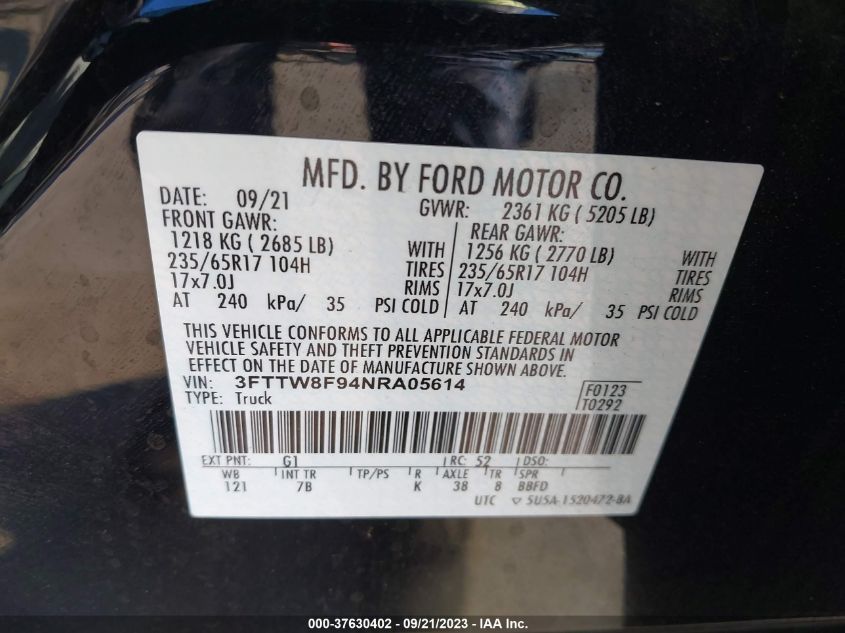 MFD. BY FORD MOTOR CO.
DATE: 09/21 GVWR: 2361 KG ( 5205 LB)
FRONT GAWR: REAR GAWR:
1218 KG ( 2685 LB) WITH 1256 KG ( 2770 LB) WITH
235/65R17 104H TIRES 235/65R17 104H TIRES
17x7.0J RIMS 17x7.0J RIMS
AT 240 kPa/ 35 PSI COLD AT 240 kPa/ 35 PSI COLD
THIS VEHICLE CONFORMS TO ALL APPLICABLE FEDERAL MOTOR
VEHICLE SAFETY AND THEFT PREVENTION STANDARDS IN
EFFECT ON THE DATE OF MANUFACTURE SHOWN ABOVE.
VIN: 3FTTW8F94NRA05614 F0123
TYPE: Truck T0292
EXT PNT: G1 RC: 52 DSO:
WB INT TR TP/PS R AXLE TR SPR
121 7B K 38 8 BBFD
UTC ▽ 5U5A-1520472-BA
000-37630402 - 09/21/2023 - IAA Inc.